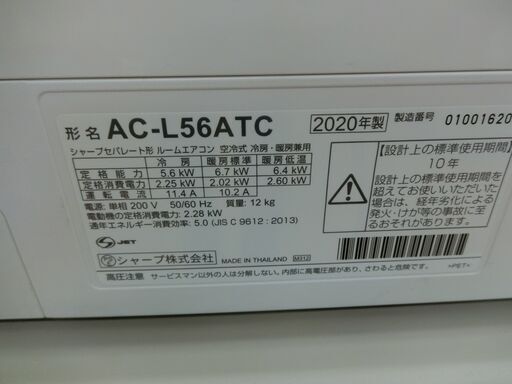 形名 AC-L56ATC 2020年製 製造番号 01001620
シャープセパレート形 ルームエアコン 空冷式 冷房・暖房兼用
冷房 暖房標準 暖房低温
定格能力 5.6 kW 6.7 kW 6.4 kW
定格消費電力 2.25 kW 2.02 kW 2.60 kW
運転電流 11.4 A 10.2 A
電源: 単相 200 V 50/60 Hz 質量: 12 kg
電動機の定格消費電力: 2.28 kW
通年エネルギー消費効率: 5.0 (JIS C 9612 : 2013)
JET
シャープ株式会社 MADE IN THAILAND M312
高圧注意 サービスマン以外の人は分解しない。内部に高電圧部があり、さわると危険です。
【設計上の標準使用期間】
10年
設計上の標準使用期間を
超えてお使いいただいた
場合は、経年劣化による
発火・けが等の事故に至
るおそれがあります。
>PET<